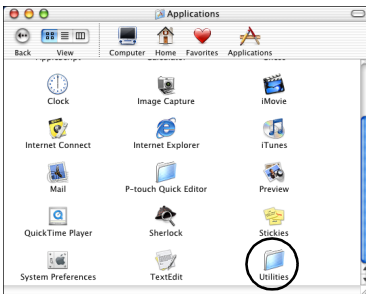 Applications
Back View Computer Home Favorites Applications
Clock Image Capture iMovie
Internet Connect Internet Explorer iTunes
Mail P-touch Quick Editor Preview
QuickTime Player Sherlock Stickies
System Preferences TextEdit Utilities